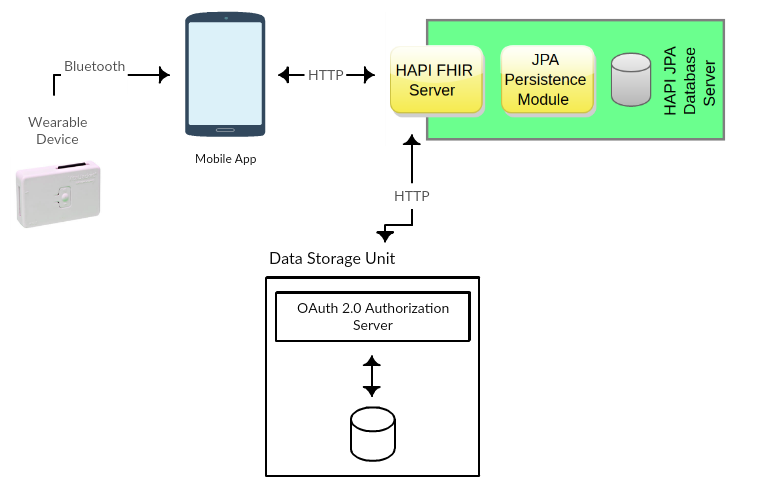 Bluetooth
Wearable
Device
Mobile App
HTTP
HAPI FHIR
Server
JPA
Persistence
Module
HAPI JPA
Database
Server
HTTP
Data Storage Unit
OAuth 2.0 Authorization
Server